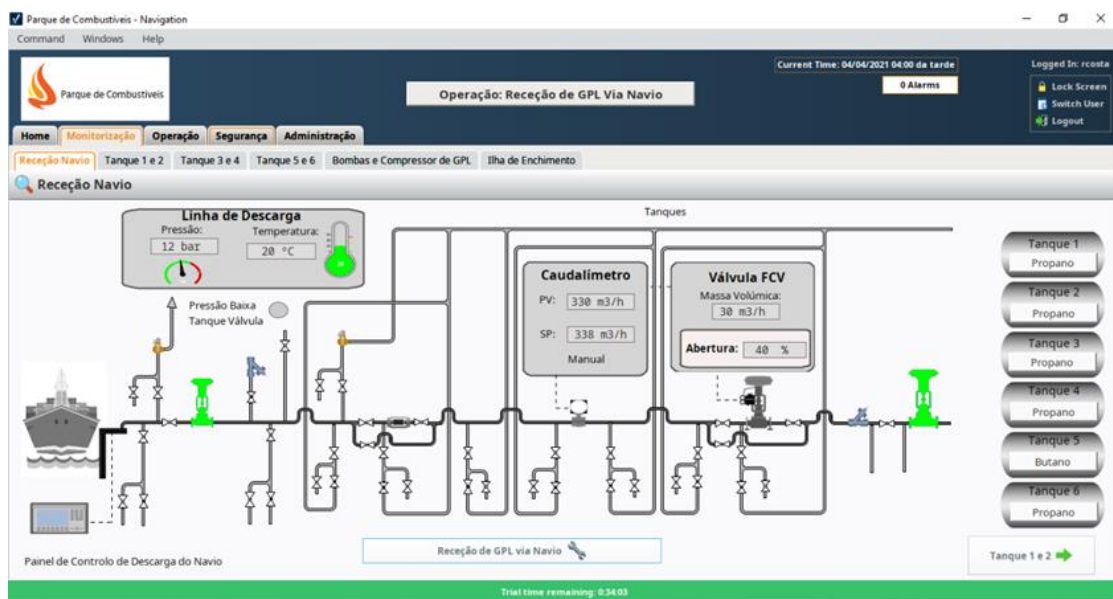 Parque de Combustíveis - Navigation
Command Windows Help
Current Time: 04/04/2021 04:00 da tarde
Logged In: rcosta
Parque de Combustiveis
Operação: Receção de GPL Via Navio
0 Alarms
Lock Screen
Switch User
Logout
Home Monitorização Operação Segurança Administração
Receção Navio Tanque 1 e 2 Tanque 3 e 4 Tanque 5 e 6 Bombas e Compressor de GPL Ilha de Enchimento
Receção Navio
Linha de Descarga
Pressão:
12 bar
Temperatura:
20 °C
Pressão Baixa
Tanque Válvula
Tanques
Caudalímetro
PV: 330 m3/h
SP: 338 m3/h
Manual
Válvula FCV
Massa Volúmica:
30 m3/h
Abertura: 40 %
Tanque 1
Propano
Tanque 2
Propano
Tanque 3
Propano
Tanque 4
Propano
Tanque 5
Butano
Tanque 6
Propano
Receção de GPL via Navio
Painel de Controlo de Descarga do Navio
Tanque 1 e 2
Trial time remaining: 0:34:03